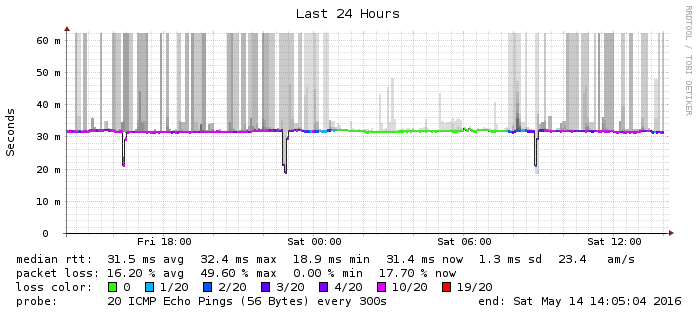 Last 24 Hours
RRDTOOL / TOBI OETIKER
Seconds
60 m
50 m
40 m
30 m
20 m
10 m
0
Fri 18:00 Sat 00:00 Sat 06:00 Sat 12:00
median rtt: 31.5 ms avg 32.4 ms max 18.9 ms min 31.4 ms now 1.3 ms sd 23.4 am/s
packet loss: 16.20 % avg 49.60 % max 0.00 % min 17.70 % now
loss color: 0 1/20 2/20 3/20 4/20 10/20 19/20
probe: 20 ICMP Echo Pings (56 Bytes) every 300s end: Sat May 14 14:05:04 2016